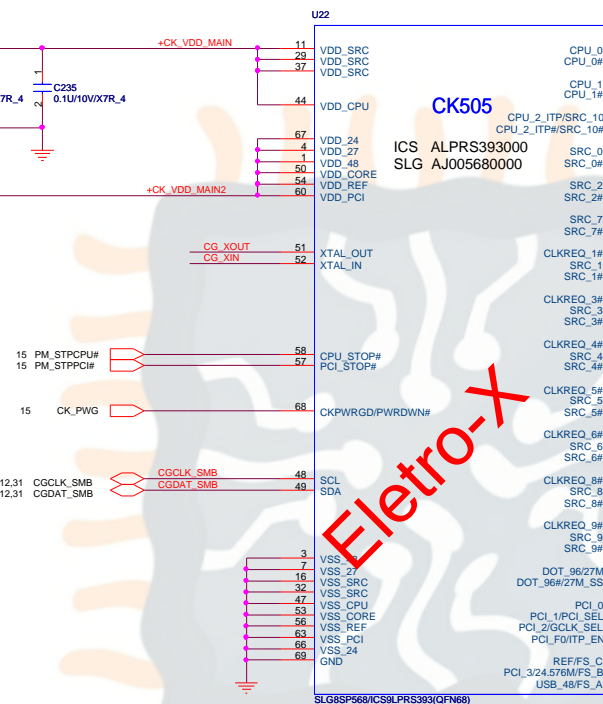 U22
+CK_VDD_MAIN
11 VDD_SRC
29 VDD_SRC
37 VDD_SRC
44 VDD_CPU
67 VDD_24
4 VDD_27
1 VDD_48
50 VDD_CORE
54 VDD_REF
60 VDD_PCI
+CK_VDD_MAIN2
1
2
C235
0.1U/10V/X7R_4
7R_4
CG_XOUT 51 XTAL_OUT
CG_XIN 52 XTAL_IN
15 PM_STPCPU# 58 CPU_STOP#
15 PM_STPPCI# 57 PCI_STOP#
15 CK_PWG 68 CKPWRGD/PWRDWN#
12,31 CGCLK_SMB CGCLK_SMB 48 SCL
12,31 CGDAT_SMB CGDAT_SMB 49 SDA
3 VSS_
7 VSS_27
16 VSS_SRC
32 VSS_SRC
47 VSS_CPU
53 VSS_CORE
56 VSS_REF
63 VSS_PCI
66 VSS_24
69 GND
CK505
ICS ALPRS393000
SLG AJ005680000
Eletro-X
CPU_0
CPU_0#
CPU_1
CPU_1#
CPU_2_ITP/SRC_10
CPU_2_ITP#/SRC_10#
SRC_0
SRC_0#
SRC_2
SRC_2#
SRC_7
SRC_7#
CLKREQ_1#
SRC_1
SRC_1#
CLKREQ_3#
SRC_3
SRC_3#
CLKREQ_4#
SRC_4
SRC_4#
CLKREQ_5#
SRC_5
SRC_5#
CLKREQ_6#
SRC_6
SRC_6#
CLKREQ_8#
SRC_8
SRC_8#
CLKREQ_9#
SRC_9
SRC_9#
DOT_96/27M
DOT_96#/27M_SS
PCI_0
PCI_1/PCI_SEL
PCI_2/GCLK_SEL
PCI_F0/ITP_EN
REF/FS_C
PCI_3/24.576M/FS_B
USB_48/FS_A
SLG8SP568/ICS9LPRS393(QFN68)